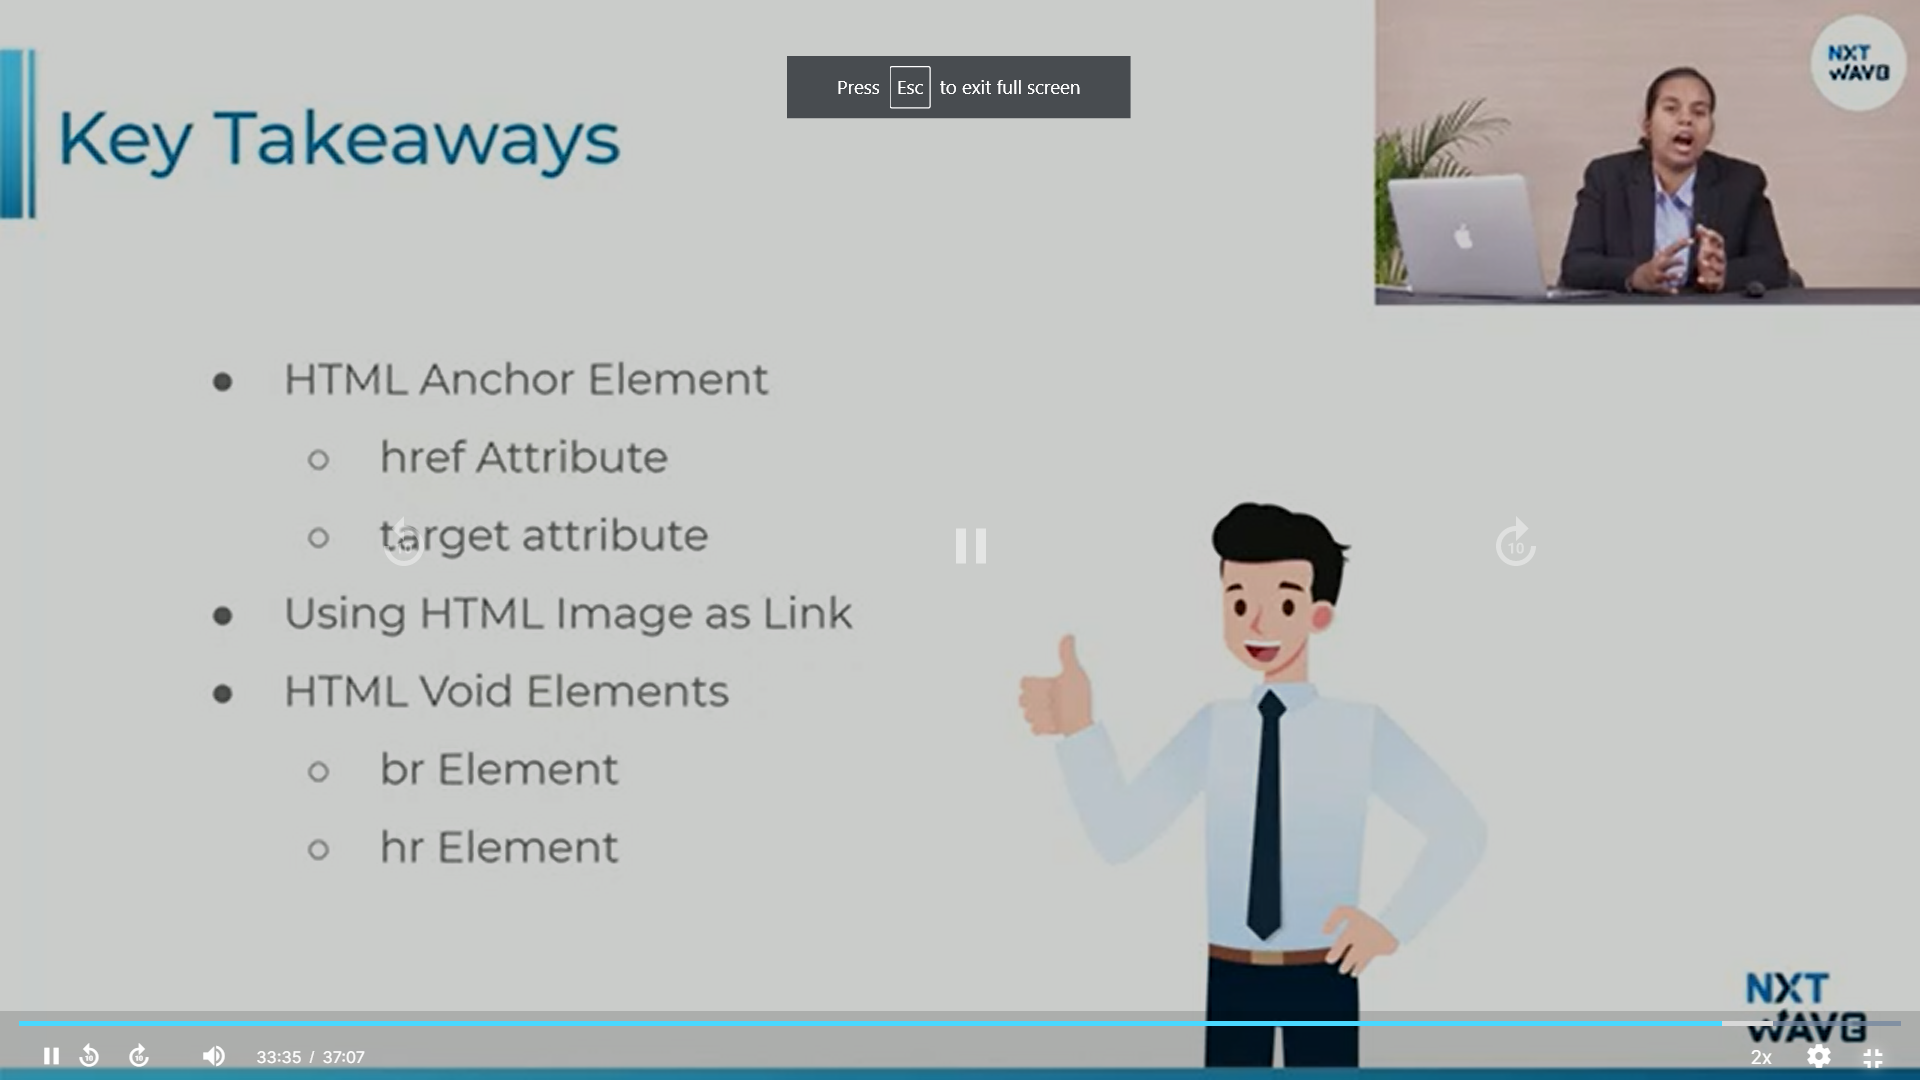 NXT
WAVE
Press Esc to exit full screen
Key Takeaways
HTML Anchor Element
href Attribute
target attribute
10
10
Using HTML Image as Link
HTML Void Elements
br Element
hr Element
NXT
WAVE
10
10
33:35 / 37:07
2x